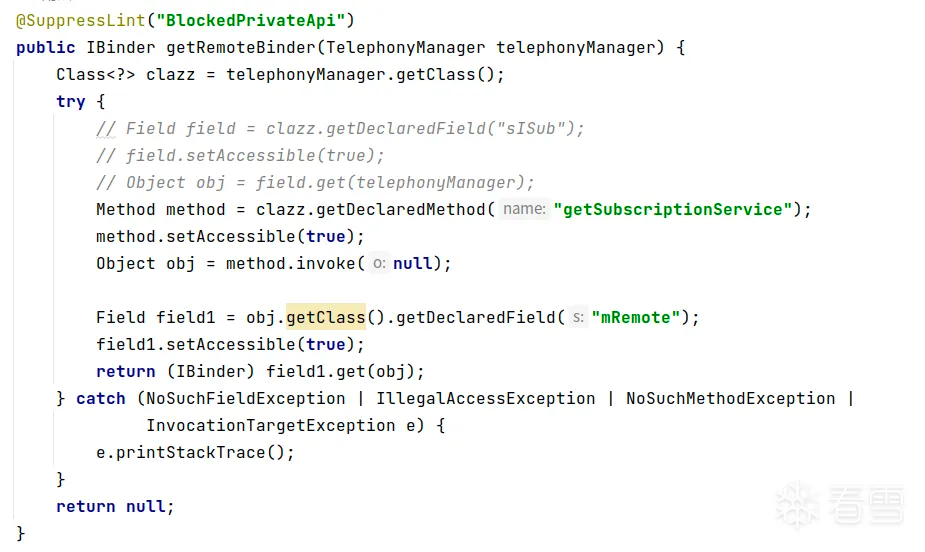 @SuppressLint("BlockedPrivateApi")
public IBinder getRemoteBinder(TelephonyManager telephonyManager) {
    Class<?> clazz = telephonyManager.getClass();
    try {
        // Field field = clazz.getDeclaredField("sISub");
        // field.setAccessible(true);
        // Object obj = field.get(telephonyManager);
        Method method = clazz.getDeclaredMethod( name: "getSubscriptionService");
        method.setAccessible(true);
        Object obj = method.invoke( o: null);
        Field field1 = obj.getClass().getDeclaredField( s: "mRemote");
        field1.setAccessible(true);
        return (IBinder) field1.get(obj);
    } catch (NoSuchFieldException | IllegalAccessException | NoSuchMethodException |
            InvocationTargetException e) {
        e.printStackTrace();
    }
    return null;
}
看雪